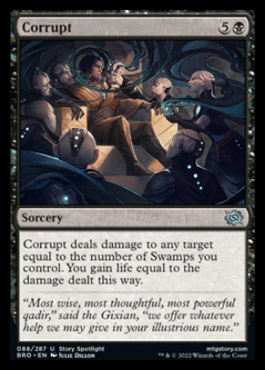 Corrupt 5
Sorcery
Corrupt deals damage to any target
equal to the number of Swamps you
control. You gain life equal to the
damage dealt this way.
“Most wise, most thoughtful, most powerful
qadir,” said the Gixian, “we offer whatever
help we may give in your illustrious name.”
088/287 U Story Spotlight mtgstory.com
BRO • EN Julie Dillon ™ & © 2022 Wizards of the Coast